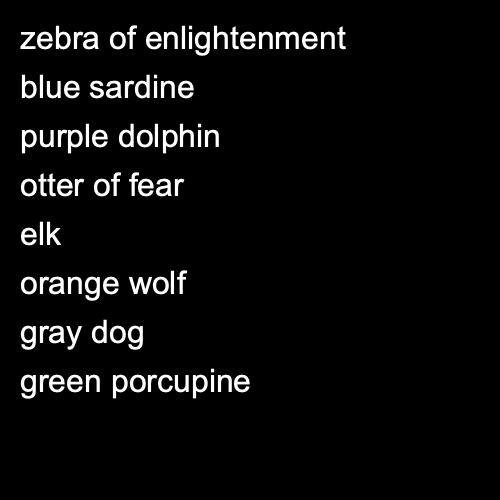 zebra of enlightenment
blue sardine
purple dolphin
otter of fear
elk
orange wolf
gray dog
green porcupine